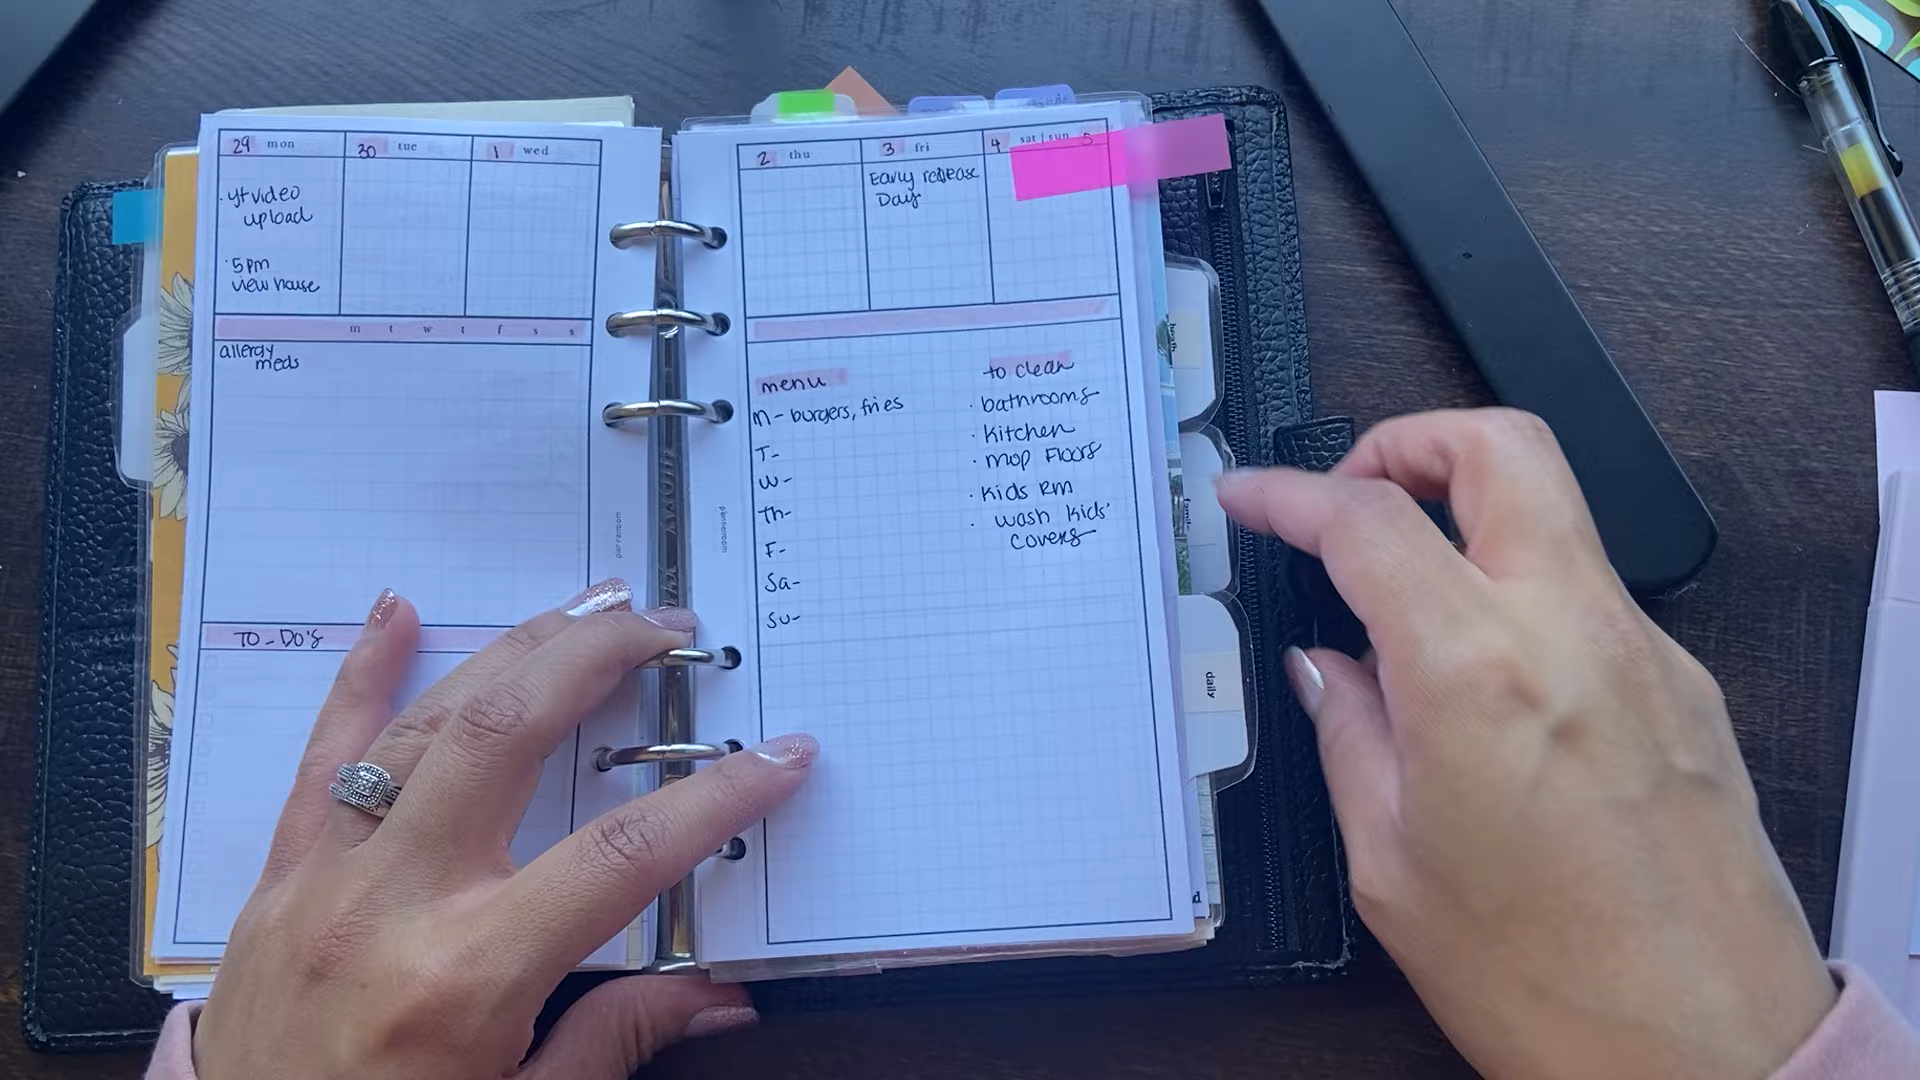 29 mon
30 tue
1 wed
· yt video
upload
· 5pm
view house
m t w t f s s
allergy
meds
TO-DO'S
2 thu
3 fri
4 sat | sun 5
Early release
Day
menu
M- burgers, fries
T-
W-
Th-
F-
Sa-
Su-
to clean
· bathrooms
· Kitchen
· mop Floors
· Kids RM
· wash Kids'
covers
daily